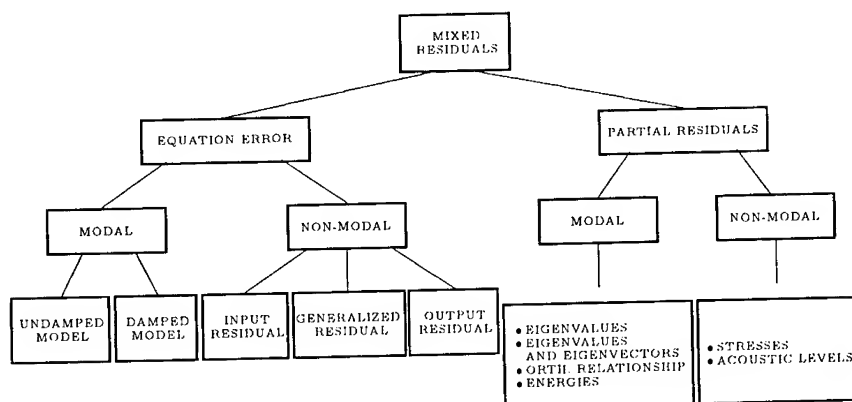 MIXED
RESIDUALS
EQUATION ERROR
PARTIAL RESIDUALS
MODAL
NON-MODAL
MODAL
NON-MODAL
UNDAMPED
MODEL
DAMPED
MODEL
INPUT
RESIDUAL
GENERALIZED
RESIDUAL
OUTPUT
RESIDUAL
• EIGENVALUES
• EIGENVALUES
AND EIGENVECTORS
• ORTH. RELATIONSHIP
• ENERGIES
• STRESSES
• ACOUSTIC LEVELS